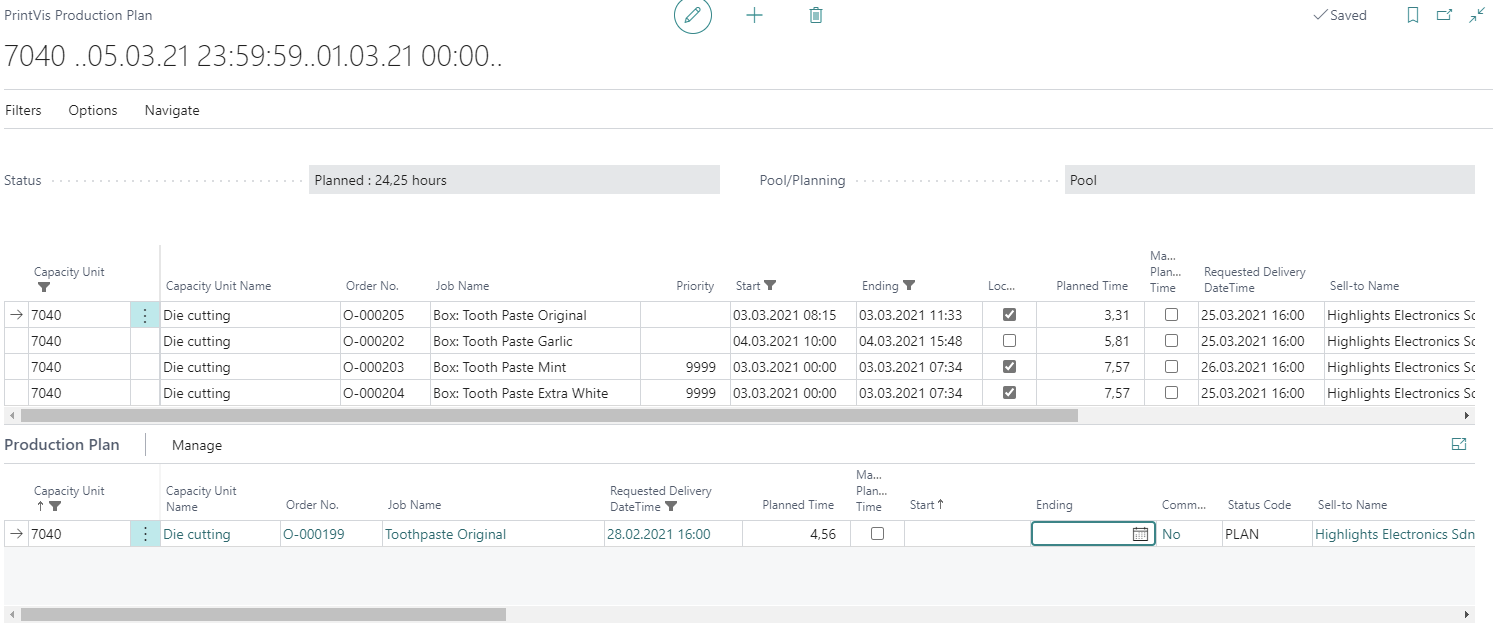 PrintVis Production Plan
Saved
7040 ..05.03.21 23:59:59..01.03.21 00:00..
Filters Options Navigate
Status Planned : 24,25 hours Pool/Planning Pool
Capacity Unit Capacity Unit Name Order No. Job Name Priority Start Ending Loc... Planned Time Ma... Plan... Time Requested Delivery DateTime Sell-to Name
7040 Die cutting O-000205 Box: Tooth Paste Original 03.03.2021 08:15 03.03.2021 11:33 3,31 25.03.2021 16:00 Highlights Electronics Sc
7040 Die cutting O-000202 Box: Tooth Paste Garlic 04.03.2021 10:00 04.03.2021 15:48 5,81 25.03.2021 16:00 Highlights Electronics Sc
7040 Die cutting O-000203 Box: Tooth Paste Mint 9999 03.03.2021 00:00 03.03.2021 07:34 7,57 26.03.2021 16:00 Highlights Electronics Sc
7040 Die cutting O-000204 Box: Tooth Paste Extra White 9999 03.03.2021 00:00 03.03.2021 07:34 7,57 25.03.2021 16:00 Highlights Electronics Sc
Production Plan Manage
Capacity Unit Capacity Unit Name Order No. Job Name Requested Delivery DateTime Planned Time Ma... Plan... Time Start Ending Comm... Status Code Sell-to Name
7040 Die cutting O-000199 Toothpaste Original 28.02.2021 16:00 4,56 No PLAN Highlights Electronics Sdn